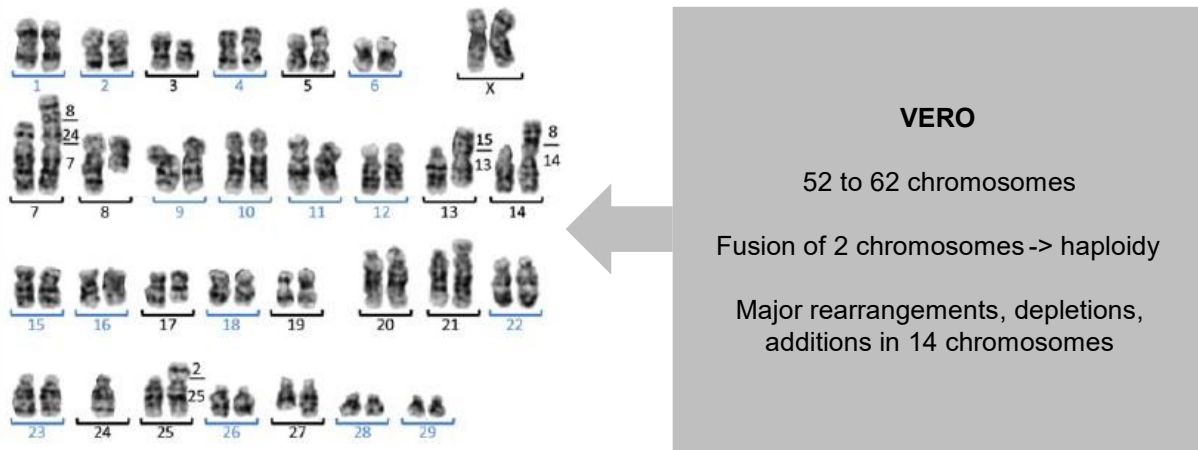 1 2 3 4 5 6 X
8
24
7
15
13
8
14
7 8 9 10 11 12 13 14
15 16 17 18 19 20 21 22
2
25
23 24 25 26 27 28 29
VERO
52 to 62 chromosomes
Fusion of 2 chromosomes -> haploidy
Major rearrangements, depletions,
additions in 14 chromosomes